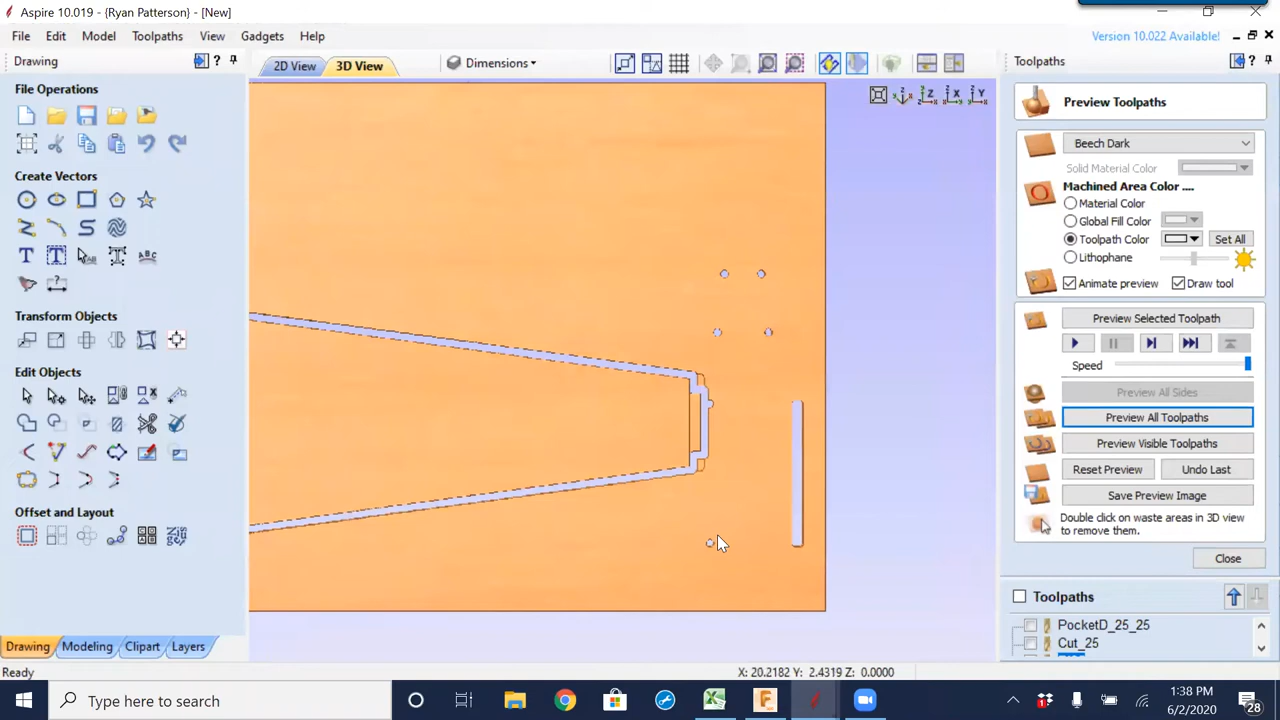 Aspire 10.019 - {Ryan Patterson} - [New]
File Edit Model Toolpaths View Gadgets Help
Version 10.022 Available!
Drawing
2D View
3D View
Dimensions
Toolpaths
File Operations
Create Vectors
Transform Objects
Edit Objects
Offset and Layout
Drawing Modeling Clipart Layers
Z X Y
Preview Toolpaths
Beech Dark
Solid Material Color
Machined Area Color ....
Material Color
Global Fill Color
Toolpath Color
Set All
Lithophane
Animate preview
Draw tool
Preview Selected Toolpath
Speed
Preview All Sides
Preview All Toolpaths
Preview Visible Toolpaths
Reset Preview
Undo Last
Save Preview Image
Double click on waste areas in 3D view
to remove them.
Close
Toolpaths
PocketD_25_25
Cut_25
Ready
X: 20.2182 Y: 2.4319 Z: 0.0000
Type here to search
1:38 PM
6/2/2020
28